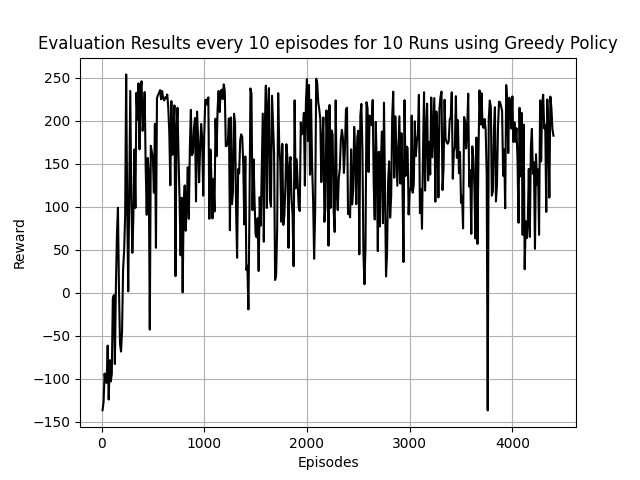 Evaluation Results every 10 episodes for 10 Runs using Greedy Policy
250
200
150
100
50
0
−50
−100
−150
Reward
0 1000 2000 3000 4000
Episodes